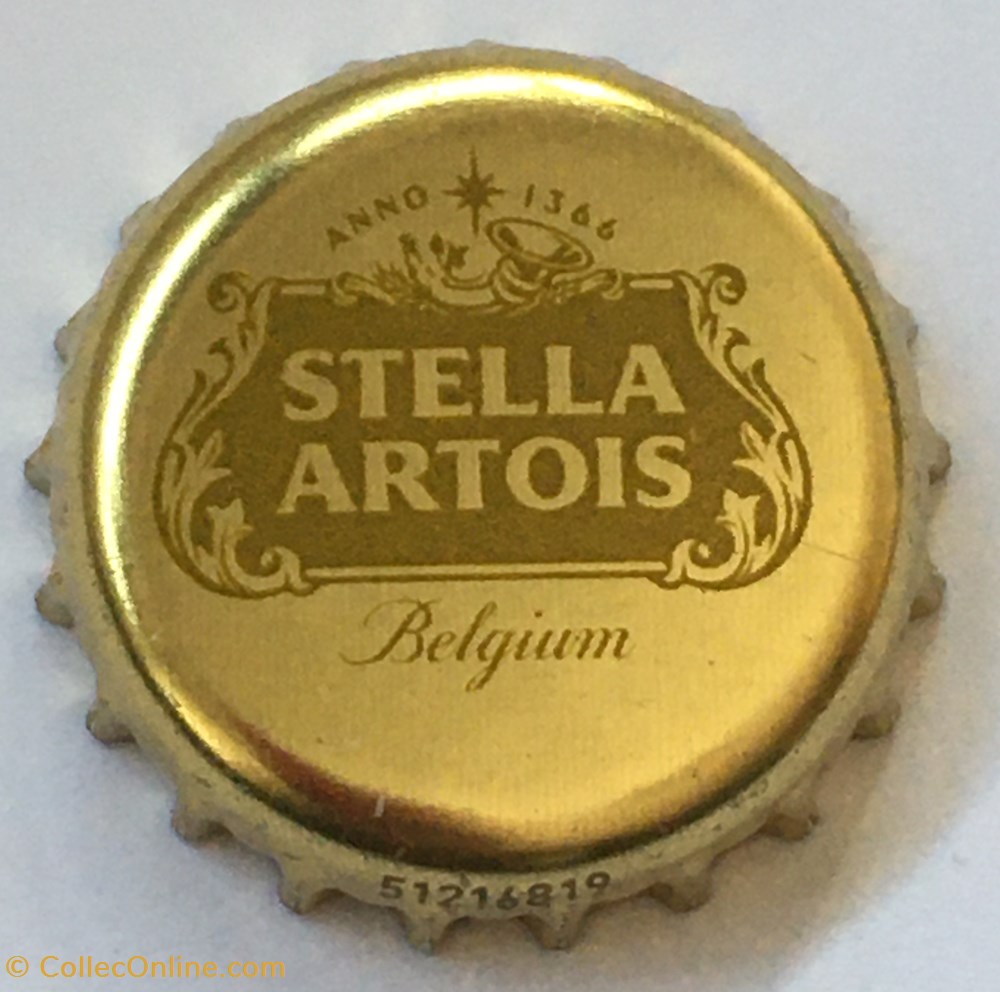 ANNO 1366
STELLA
ARTOIS
Belgium
51216819
© CollecOnline.com